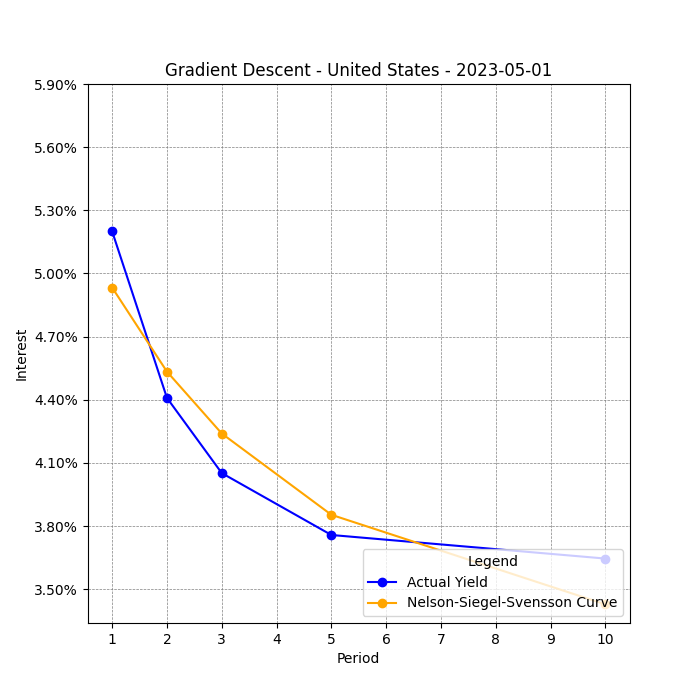 Gradient Descent - United States - 2023-05-01
5.90%
5.60%
5.30%
5.00%
4.70%
4.40%
4.10%
3.80%
3.50%
Interest
Legend
Actual Yield
Nelson-Siegel-Svensson Curve
1 2 3 4 5 6 7 8 9 10
Period